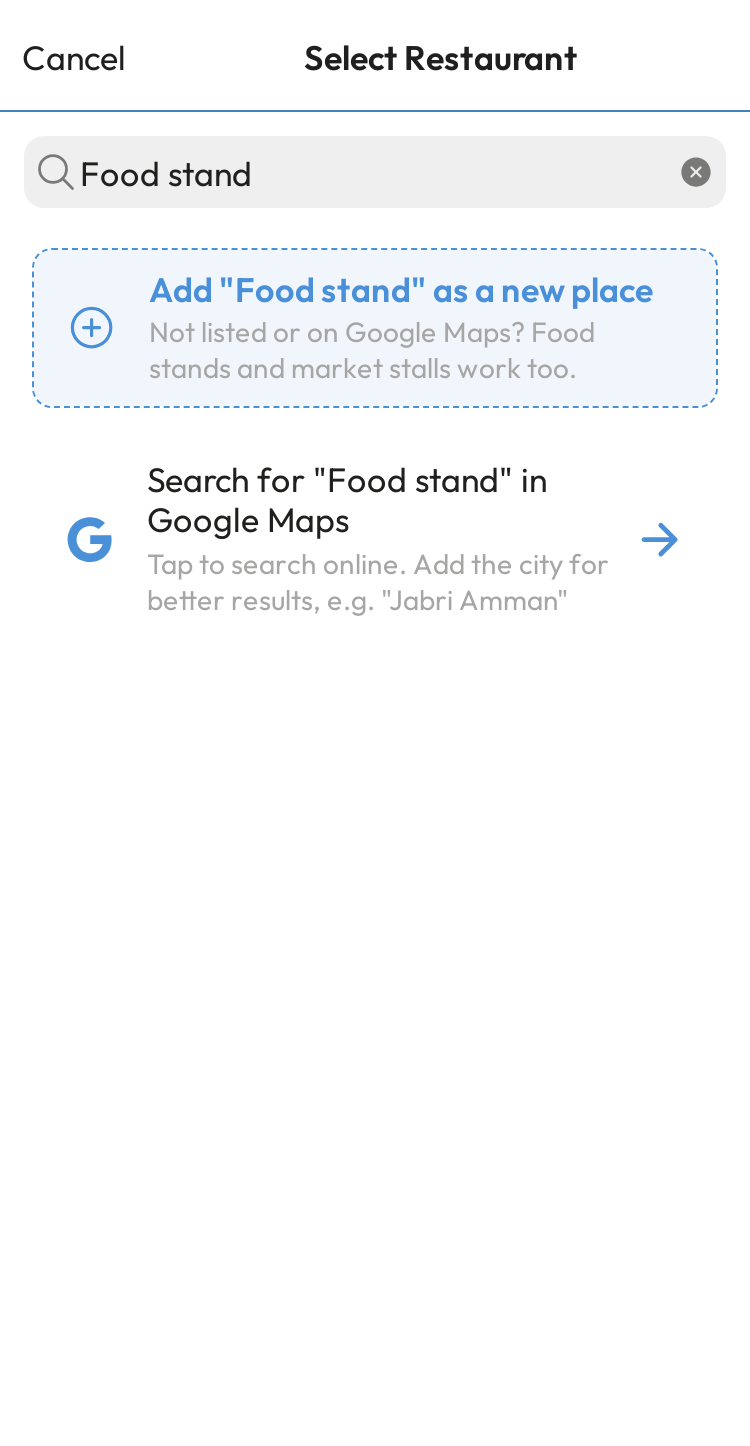 Cancel
Select Restaurant
Food stand
Add "Food stand" as a new place
Not listed or on Google Maps? Food
stands and market stalls work too.
Search for "Food stand" in
Google Maps
Tap to search online. Add the city for
better results, e.g. "Jabri Amman"